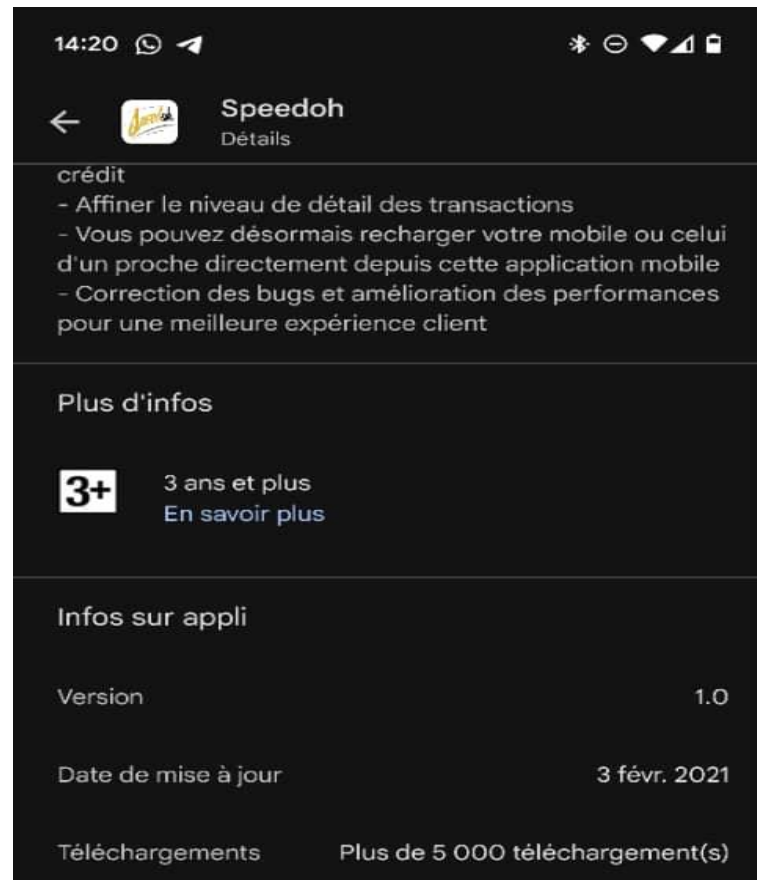 14:20
Speedoh
Détails
crédit
- Affiner le niveau de détail des transactions
- Vous pouvez désormais recharger votre mobile ou celui
d'un proche directement depuis cette application mobile
- Correction des bugs et amélioration des performances
pour une meilleure expérience client
Plus d'infos
3+
3 ans et plus
En savoir plus
Infos sur appli
Version 1.0
Date de mise à jour 3 févr. 2021
Téléchargements Plus de 5 000 téléchargement(s)